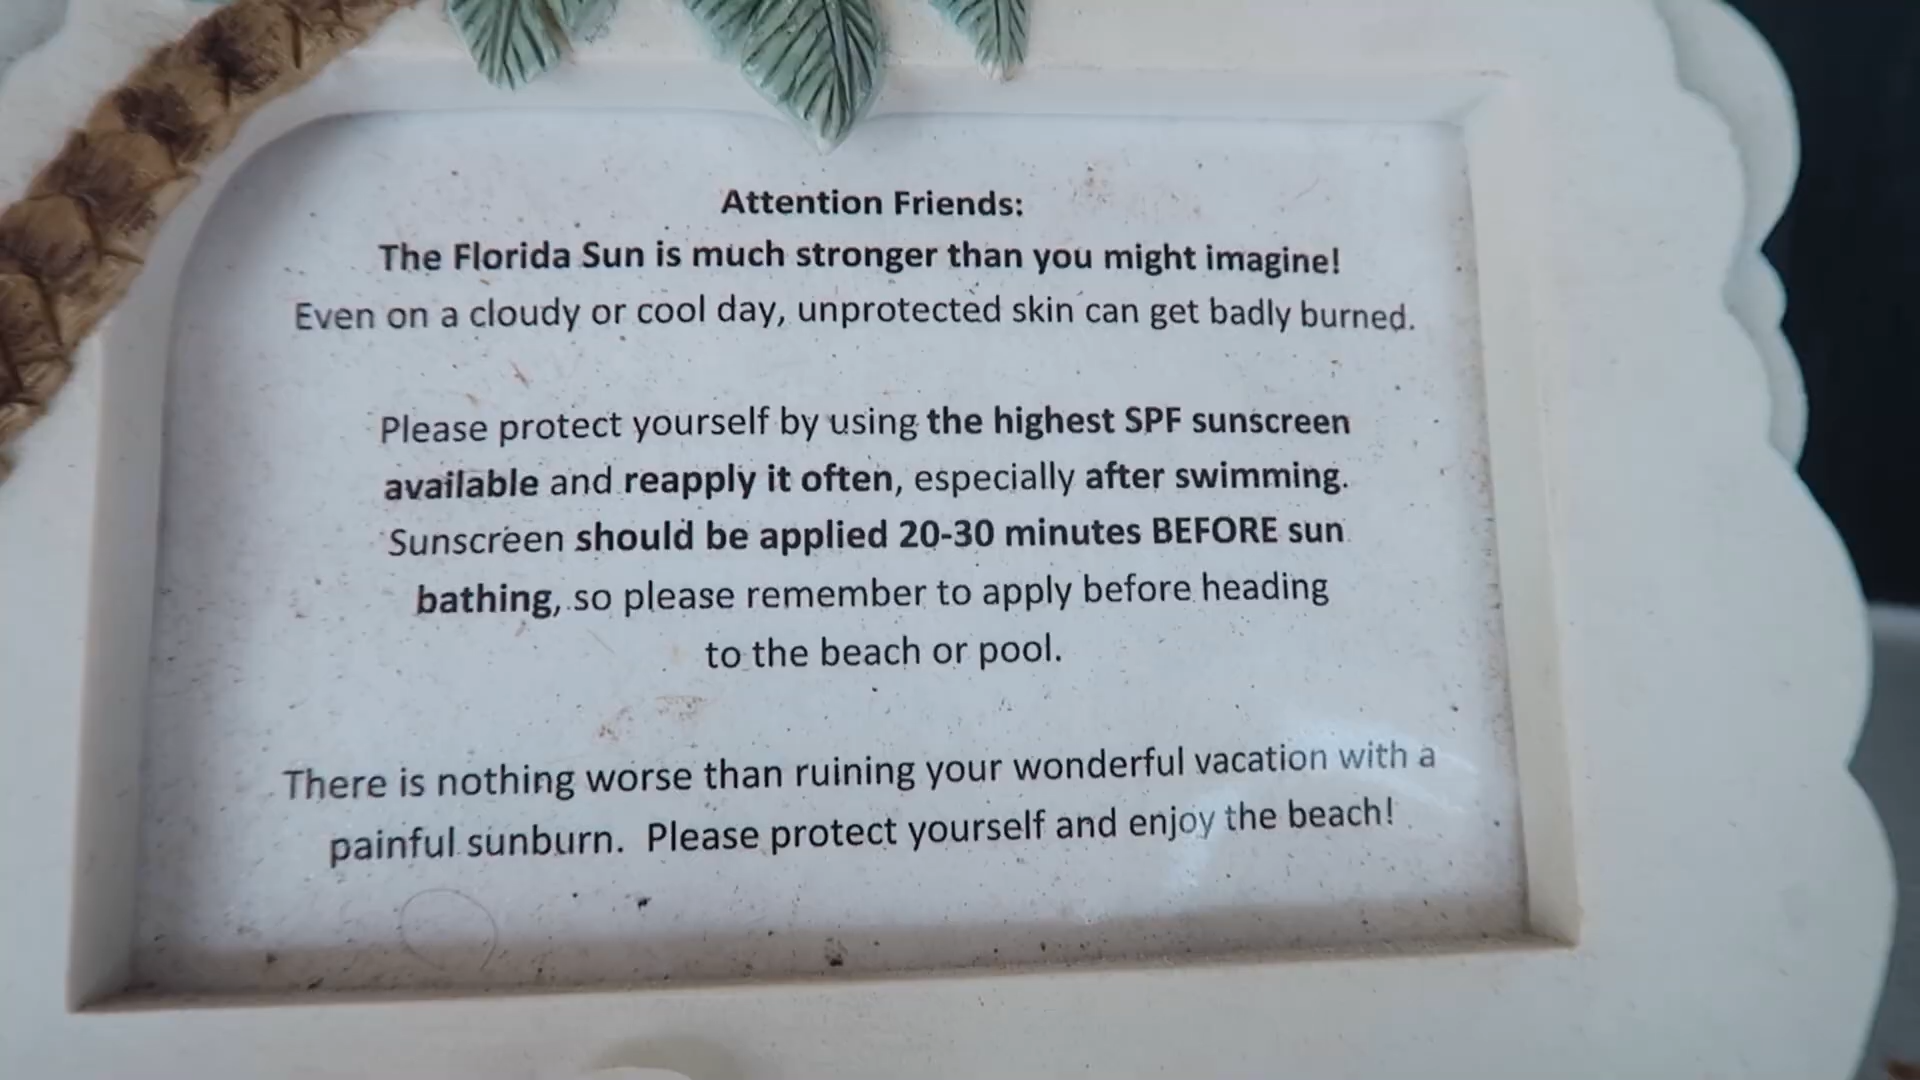 Attention Friends:
The Florida Sun is much stronger than you might imagine!
Even on a cloudy or cool day, unprotected skin can get badly burned.
Please protect yourself by using the highest SPF sunscreen
available and reapply it often, especially after swimming.
Sunscreen should be applied 20-30 minutes BEFORE sun
bathing, so please remember to apply before heading
to the beach or pool.
There is nothing worse than ruining your wonderful vacation with a
painful sunburn.  Please protect yourself and enjoy the beach!